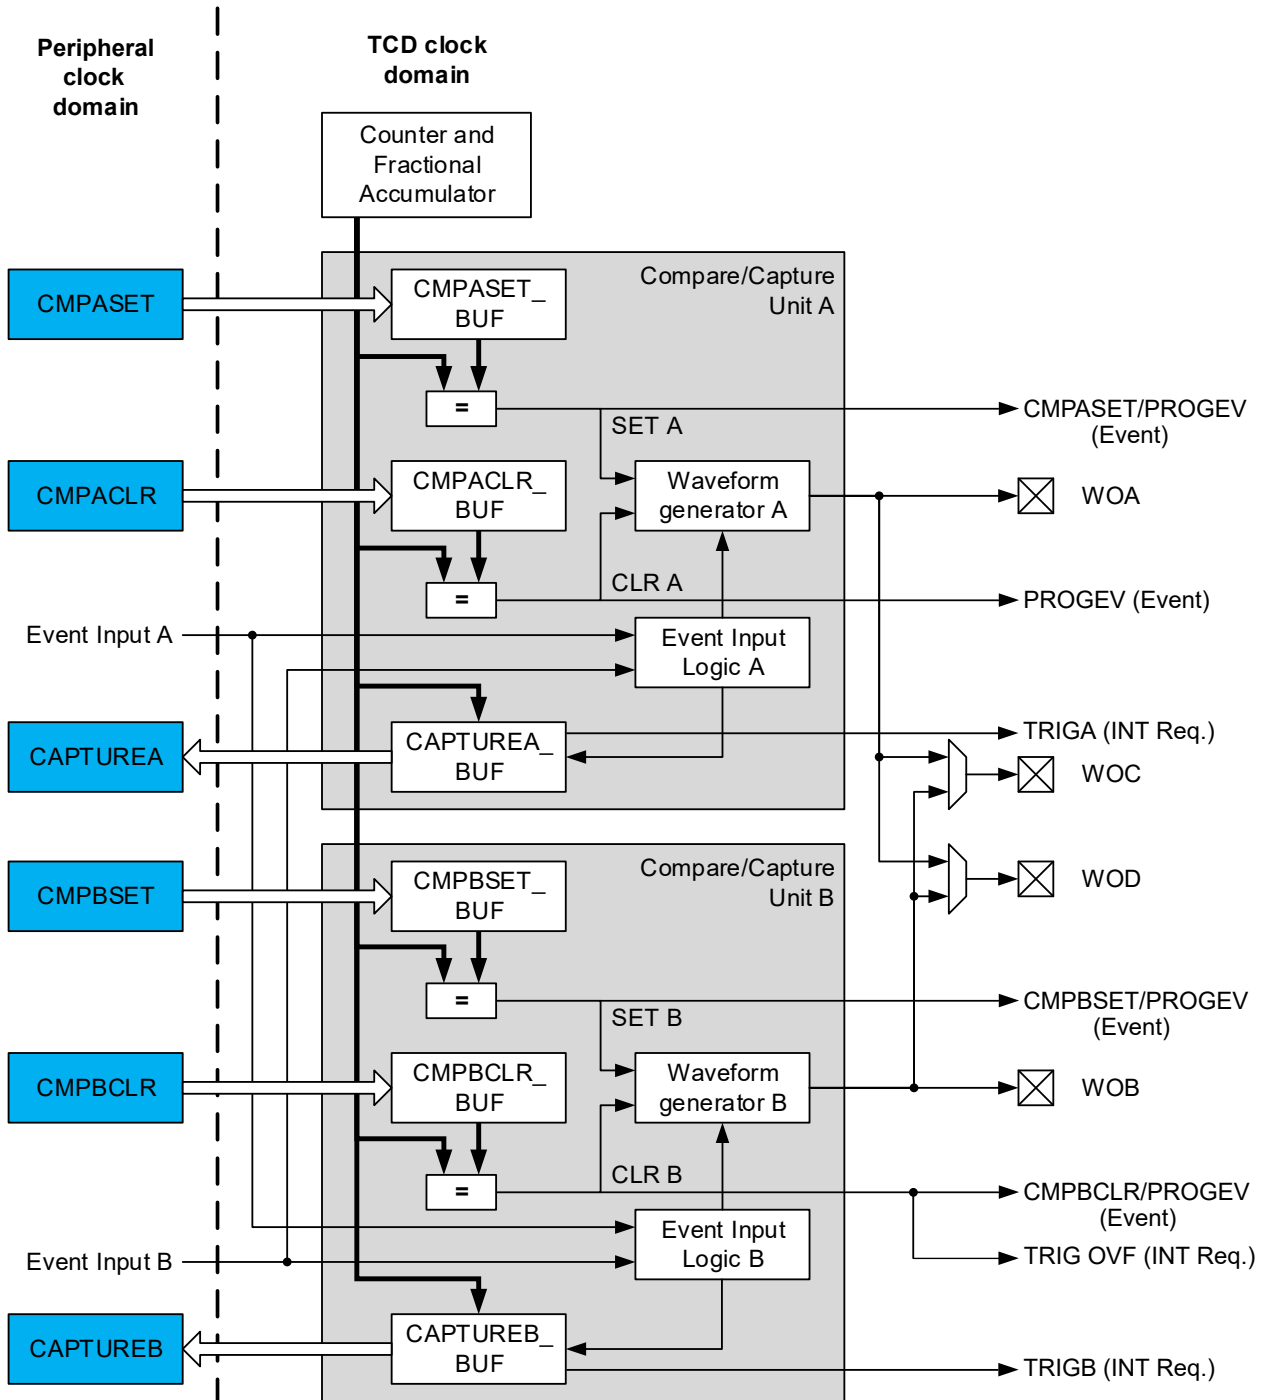 Peripheral
clock
domain
TCD clock
domain
Counter and
Fractional
Accumulator
Compare/Capture
Unit A
CMPASET
CMPASET_
BUF
=
SET A
CMPASET/PROGEV
(Event)
CMPACLR
CMPACLR_
BUF
Waveform
generator A
WOA
=
CLR A
PROGEV (Event)
Event Input A
Event Input
Logic A
CAPTUREA
CAPTUREA_
BUF
TRIGA (INT Req.)
WOC
Compare/Capture
Unit B
CMPBSET
CMPBSET_
BUF
WOD
=
SET B
CMPBSET/PROGEV
(Event)
CMPBCLR
CMPBCLR_
BUF
Waveform
generator B
WOB
=
CLR B
CMPBCLR/PROGEV
(Event)
Event Input B
Event Input
Logic B
TRIG OVF (INT Req.)
CAPTUREB
CAPTUREB_
BUF
TRIGB (INT Req.)